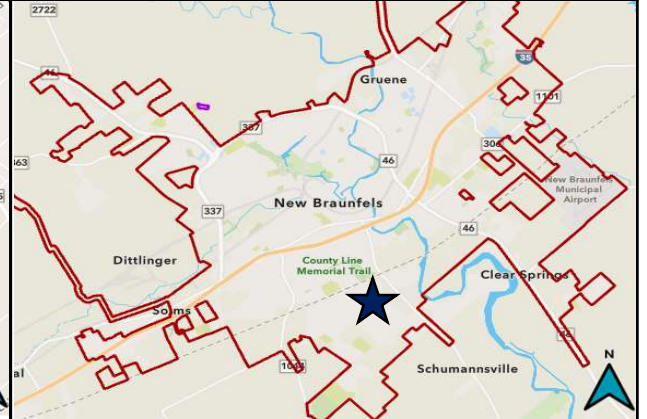 2722
Gruene
35
46
1101
337
306
46
363
New Braunfels
Municipal
Airport
New Braunfels
337
46
Dittlinger
County Line
Memorial Trail
Clear Springs
Solms
46
1044
Schumannsville
N